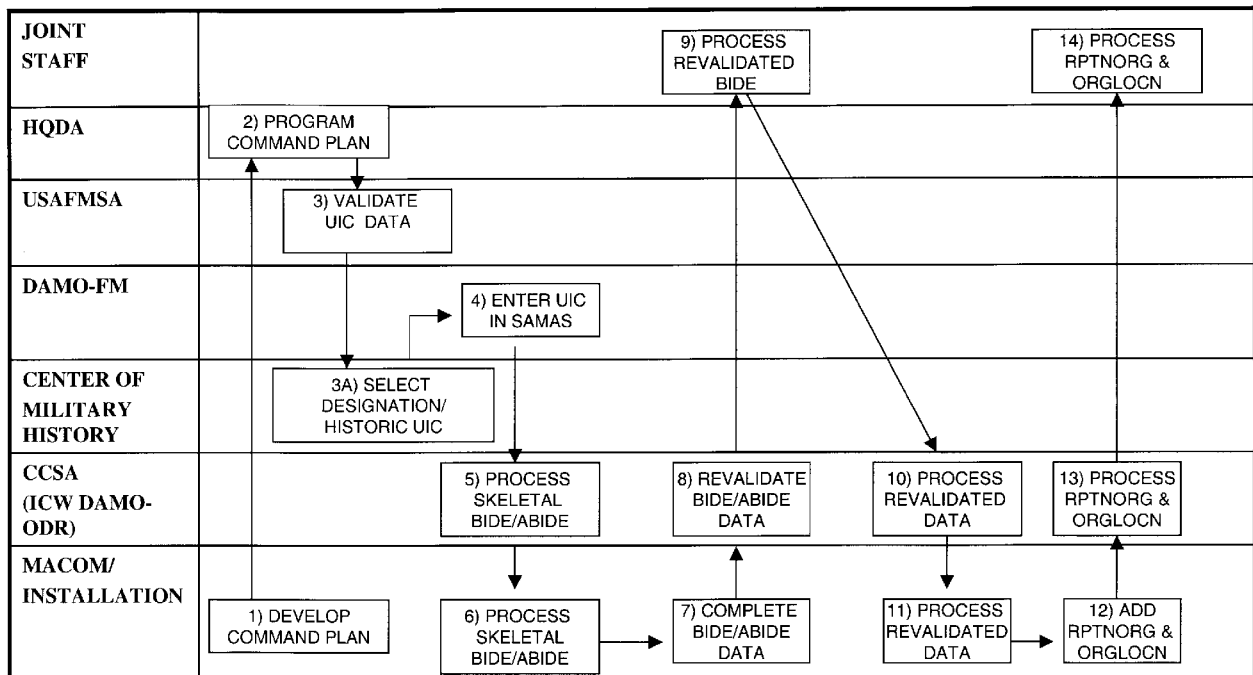 JOINT
STAFF
9) PROCESS
REVALIDATED
BIDE
14) PROCESS
RPTNORG &
ORGLOCN
HQDA
2) PROGRAM
COMMAND PLAN
USAFMSA
3) VALIDATE
UIC DATA
DAMO-FM
4) ENTER UIC
IN SAMAS
CENTER OF
MILITARY
HISTORY
3A) SELECT
DESIGNATION/
HISTORIC UIC
CCSA
(ICW DAMO-
ODR)
5) PROCESS
SKELETAL
BIDE/ABIDE
8) REVALIDATE
BIDE/ABIDE
DATA
10) PROCESS
REVALIDATED
DATA
13) PROCESS
RPTNORG &
ORGLOCN
MACOM/
INSTALLATION
1) DEVELOP
COMMAND PLAN
6) PROCESS
SKELETAL
BIDE/ABIDE
7) COMPLETE
BIDE/ABIDE
DATA
11) PROCESS
REVALIDATED
DATA
12) ADD
RPTNORG &
ORGLOCN